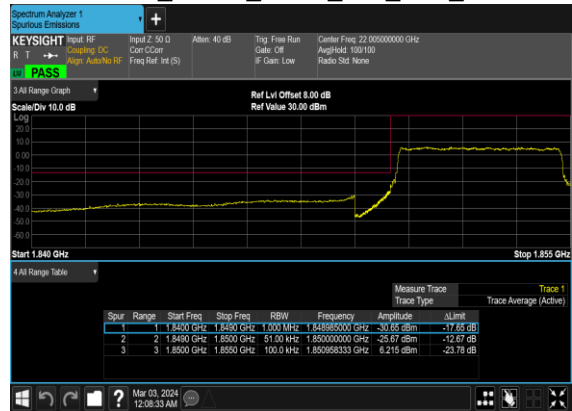 Spectrum Analyzer 1
Spurious Emissions
KEYSIGHT Input: RF Input Z: 50 Ω Atten: 40 dB Trig: Free Run Center Freq: 22.005000000 GHz
R T Coupling: DC Corr CCorr Gate: Off Avg|Hold: 100/100
Align: Auto/No RF Freq Ref: Int (S) IF Gain: Low Radio Std: None
LU PASS
3 All Range Graph
Ref Lvl Offset 8.00 dB
Scale/Div 10.0 dB Ref Value 30.00 dBm
Log
20.0
10.0
0.00
-10.0
-20.0
-30.0
-40.0
-50.0
-60.0
Start 1.840 GHz Stop 1.855 GHz
4 All Range Table
Measure Trace Trace 1
Trace Type Trace Average (Active)
Spur Range Start Freq Stop Freq RBW Frequency Amplitude ΔLimit
1 1 1.8400 GHz 1.8490 GHz 1.000 MHz 1.848985000 GHz -30.65 dBm -17.65 dB
2 2 1.8490 GHz 1.8500 GHz 51.00 kHz 1.850000000 GHz -25.67 dBm -12.67 dB
3 3 1.8500 GHz 1.8550 GHz 100.0 kHz 1.850958333 GHz 6.215 dBm -23.78 dB
Mar 03, 2024
12:08:33 AM